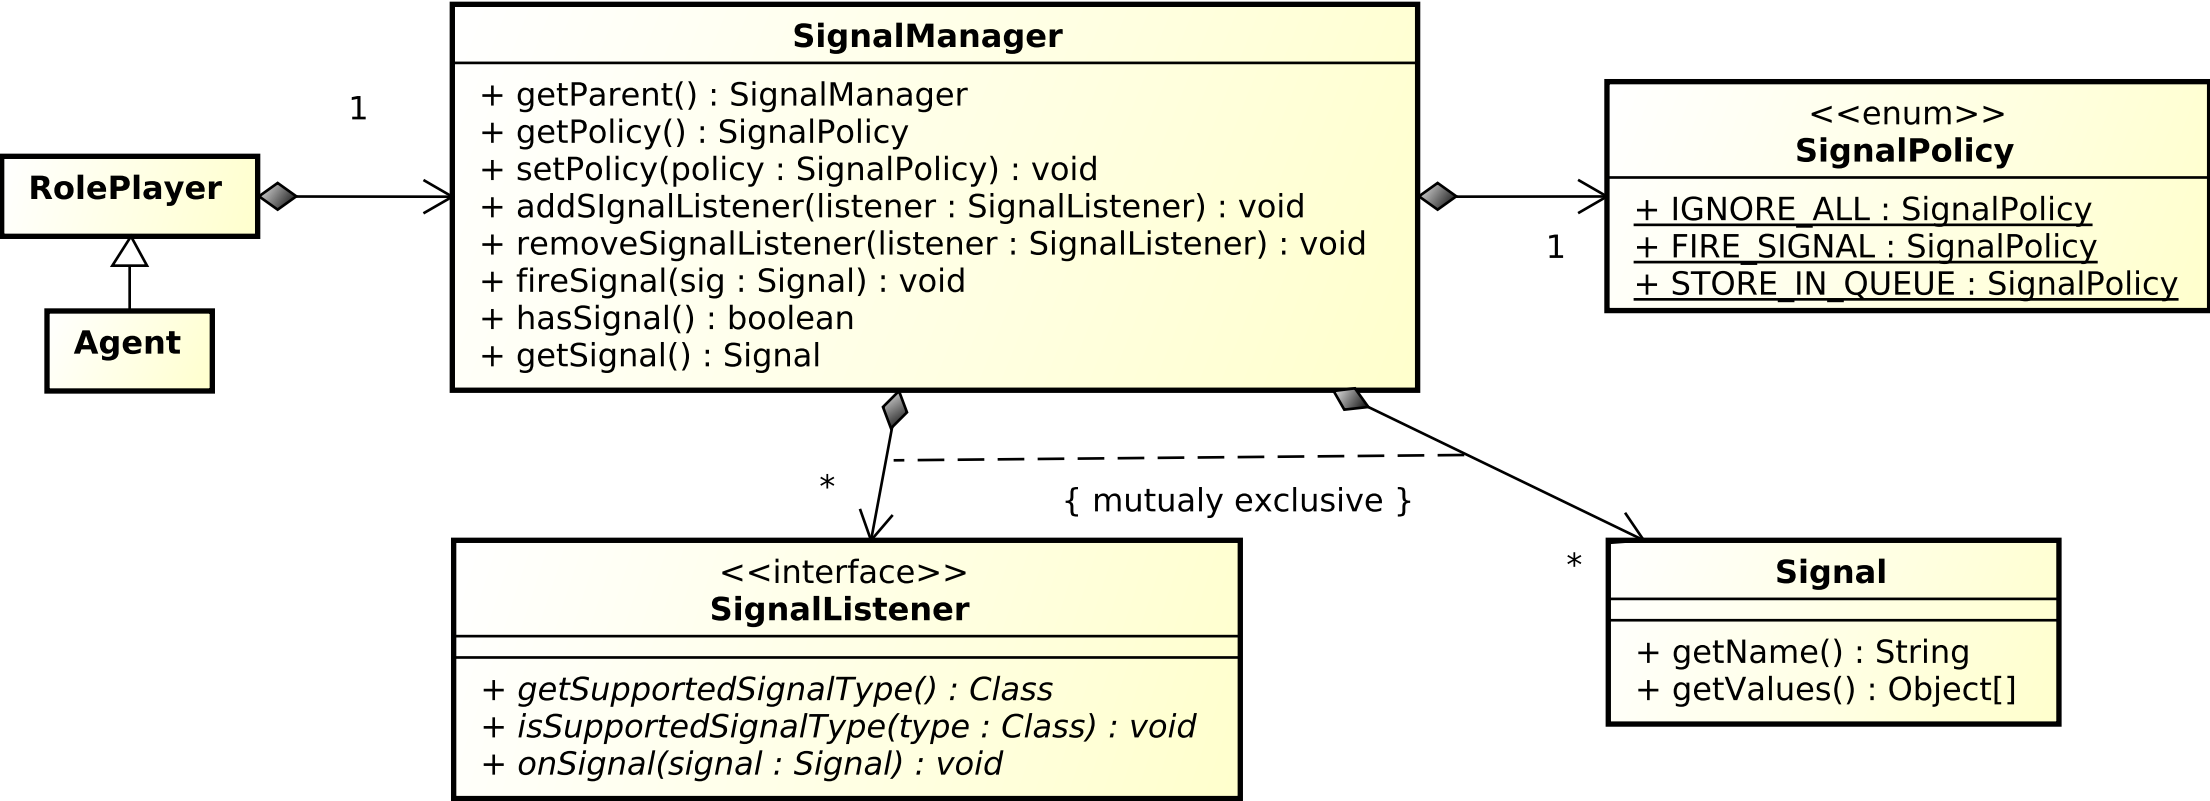 SignalManager
+ getParent() : SignalManager
+ getPolicy() : SignalPolicy
+ setPolicy(policy : SignalPolicy) : void
+ addSIgnalListener(listener : SignalListener) : void
+ removeSignalListener(listener : SignalListener) : void
+ fireSignal(sig : Signal) : void
+ hasSignal() : boolean
+ getSignal() : Signal
1
RolePlayer
Agent
<<enum>>
SignalPolicy
+ IGNORE_ALL : SignalPolicy
+ FIRE_SIGNAL : SignalPolicy
+ STORE_IN_QUEUE : SignalPolicy
1
*
{ mutualy exclusive }
*
<<interface>>
SignalListener
+ getSupportedSignalType() : Class
+ isSupportedSignalType(type : Class) : void
+ onSignal(signal : Signal) : void
Signal
+ getName() : String
+ getValues() : Object[]